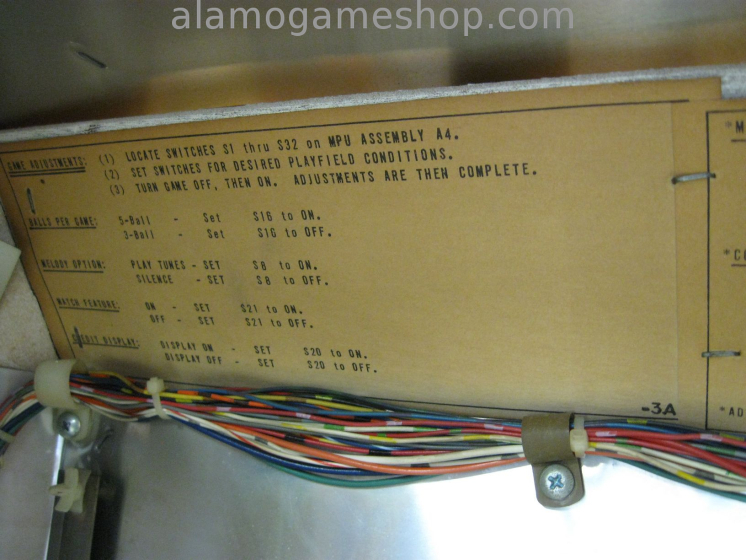 alamogameshop.com
GAME ADJUSTMENTS: (1) LOCATE SWITCHES S1 thru S32 on MPU ASSEMBLY A4.
(2) SET SWITCHES FOR DESIRED PLAYFIELD CONDITIONS.
* (3) TURN GAME OFF, THEN ON. ADJUSTMENTS ARE THEN COMPLETE.
BALLS PER GAME: 5-Ball - Set S16 to ON.
3-Ball - Set S16 to OFF.
MELODY OPTION: PLAY TUNES - SET S8 to ON.
SILENCE - SET S8 to OFF.
MATCH FEATURE: ON - SET S21 to ON.
OFF - SET S21 to OFF.
CREDIT DISPLAY: DISPLAY ON - SET S20 to ON.
DISPLAY OFF - SET S20 to OFF.
-3A
*M
*C
*AD